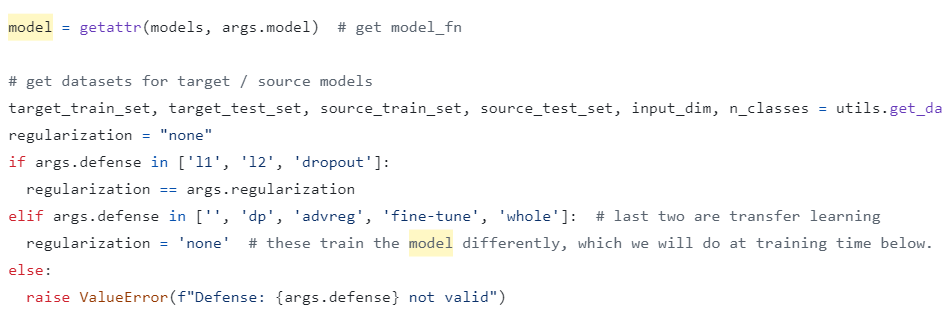 model = getattr(models, args.model)  # get model_fn
# get datasets for target / source models
target_train_set, target_test_set, source_train_set, source_test_set, input_dim, n_classes = utils.get_da
regularization = "none"
if args.defense in ['l1', 'l2', 'dropout']:
  regularization == args.regularization
elif args.defense in ['', 'dp', 'advreg', 'fine-tune', 'whole']:  # last two are transfer learning
  regularization = 'none'  # these train the model differently, which we will do at training time below.
else:
  raise ValueError(f"Defense: {args.defense} not valid")